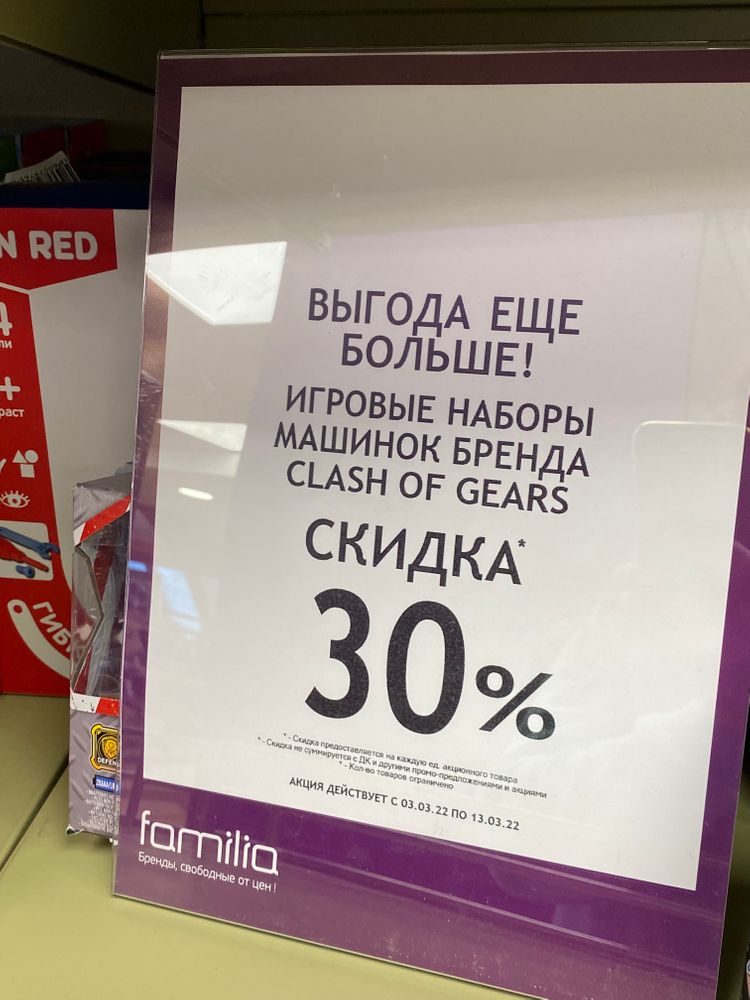 N RED
ВЫГОДА ЕЩЕ
БОЛЬШЕ!
ИГРОВЫЕ НАБОРЫ
МАШИНОК БРЕНДА
CLASH OF GEARS
СКИДКА*
30%
* - Скидка предоставляется на каждую ед. акционного товара
* - Скидка не суммируется с ДК и другими промо-предложениями и акциями
* - Кол-во товаров ограничено
АКЦИЯ ДЕЙСТВУЕТ С 03.03.22 ПО 13.03.22
familia
Бренды, свободные от цен!